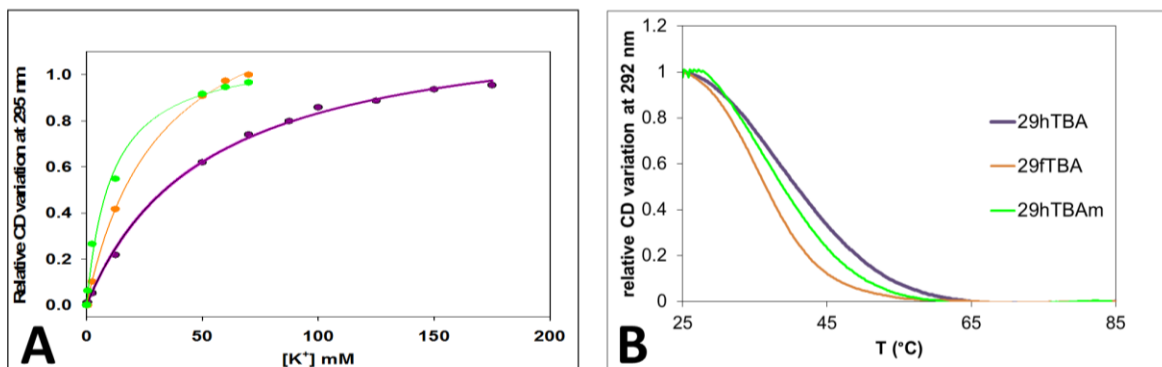 Relative CD variation at 295 nm
1.0
0.8
0.6
0.4
0.2
0.0
0
50
100
150
200
[K+] mM
A
relative CD variation at 292 nm
1.2
1
0.8
0.6
0.4
0.2
0
25
45
65
85
T (°C)
29hTBA
29fTBA
29hTBAm
B